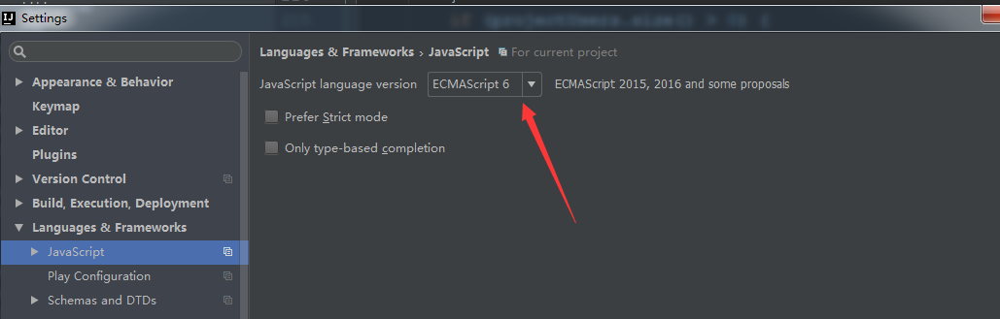 Settings
Languages & Frameworks › JavaScript For current project
JavaScript language version ECMAScript 6 ECMAScript 2015, 2016 and some proposals
Prefer Strict mode
Only type-based completion
Appearance & Behavior
Keymap
Editor
Plugins
Version Control
Build, Execution, Deployment
Languages & Frameworks
JavaScript
Play Configuration
Schemas and DTDs